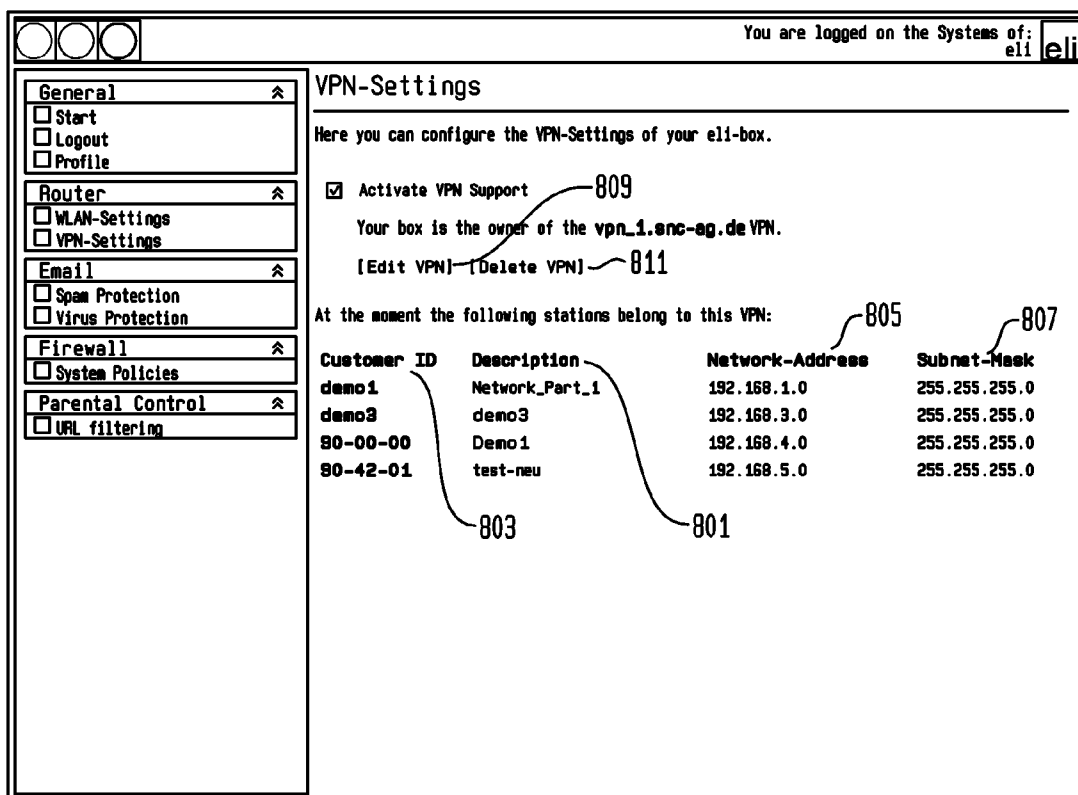 You are logged on the Systems of:
eli
eli
General
Start
Logout
Profile
Router
WLAN-Settings
VPN-Settings
Email
Spam Protection
Virus Protection
Firewall
System Policies
Parental Control
URL filtering
VPN-Settings
Here you can configure the VPN-Settings of your eli-box.
Activate VPN Support 809
Your box is the owner of the vpn_1.snc-ag.de VPN.
[Edit VPN] [Delete VPN] 811
At the moment the following stations belong to this VPN: 805 807
Customer ID Description Network-Address Subnet-Mask
demo1 Network_Part_1 192.168.1.0 255.255.255.0
demo3 demo3 192.168.3.0 255.255.255.0
90-00-00 Demo1 192.168.4.0 255.255.255.0
90-42-01 test-neu 192.168.5.0 255.255.255.0
803 801